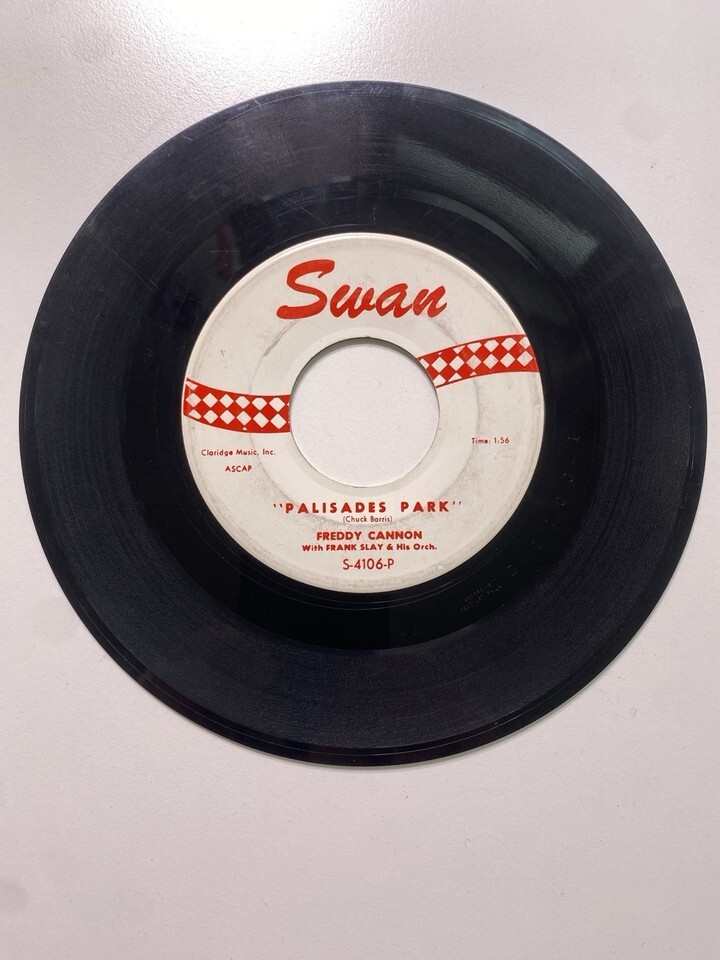 Swan
Time: 1:56
Claridge Music, Inc.
ASCAP
"PALISADES PARK"
(Chuck Barris)
FREDDY CANNON
With FRANK SLAY & His Orch.
S-4106-P